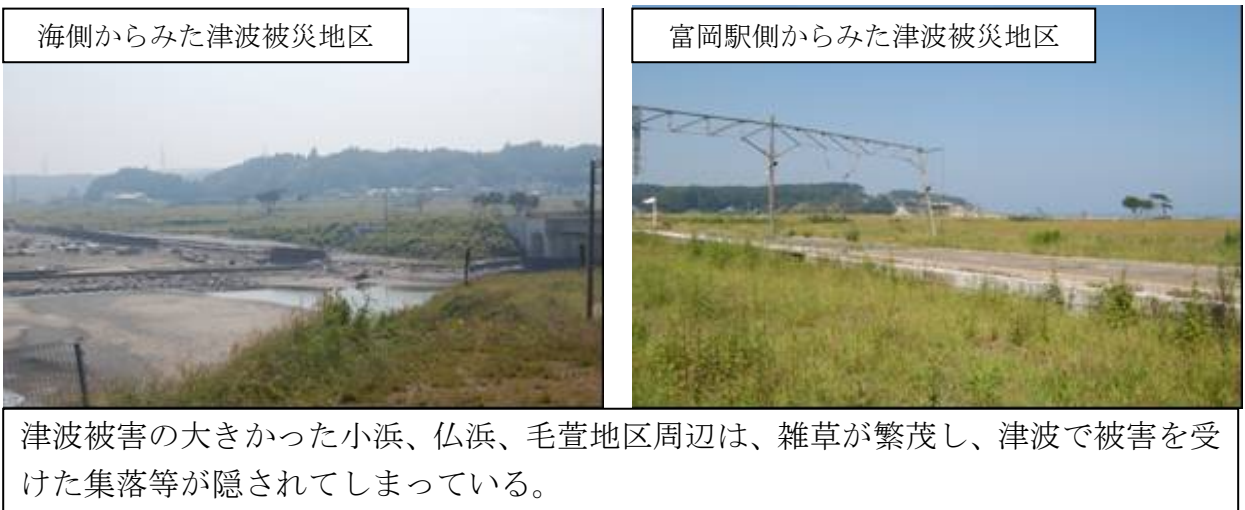 海側からみた津波被災地区
富岡駅側からみた津波被災地区
津波被害の大きかった小浜、仏浜、毛萱地区周辺は、雑草が繁茂し、津波で被害を受
けた集落等が隠されてしまっている。